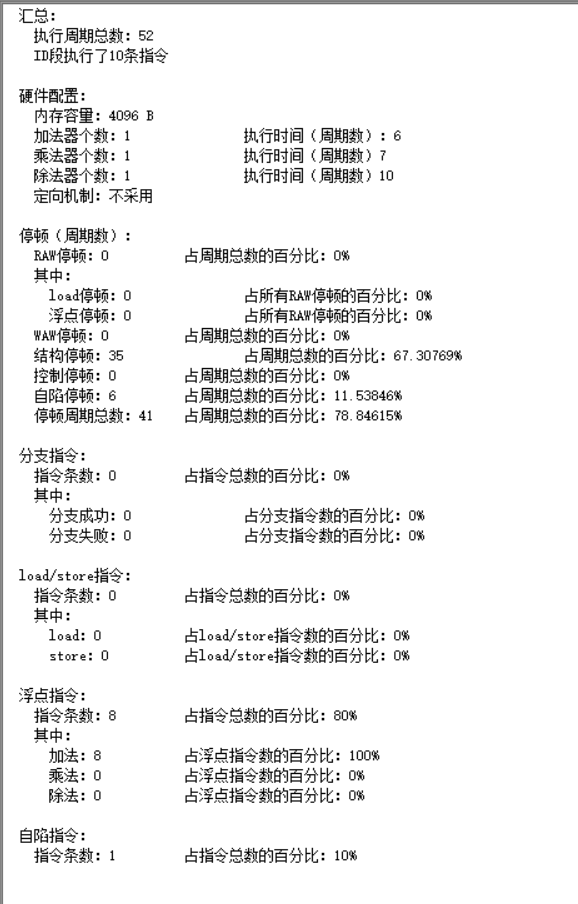 汇总：
执行周期总数：52
ID段执行了10条指令
硬件配置：
内存容量：4096 B
加法器个数：1 执行时间（周期数）：6
乘法器个数：1 执行时间（周期数）7
除法器个数：1 执行时间（周期数）10
定向机制：不采用
停顿（周期数）：
RAW停顿：0 占周期总数的百分比：0%
其中：
load停顿：0 占所有RAW停顿的百分比：0%
浮点停顿：0 占所有RAW停顿的百分比：0%
WAW停顿：0 占周期总数的百分比：0%
结构停顿：35 占周期总数的百分比：67.30769%
控制停顿：0 占周期总数的百分比：0%
自陷停顿：6 占周期总数的百分比：11.53846%
停顿周期总数：41 占周期总数的百分比：78.84615%
分支指令：
指令条数：0 占指令总数的百分比：0%
其中：
分支成功：0 占分支指令数的百分比：0%
分支失败：0 占分支指令数的百分比：0%
load/store指令：
指令条数：0 占指令总数的百分比：0%
其中：
load：0 占load/store指令数的百分比：0%
store：0 占load/store指令数的百分比：0%
浮点指令：
指令条数：8 占指令总数的百分比：80%
其中：
加法：8 占浮点指令数的百分比：100%
乘法：0 占浮点指令数的百分比：0%
除法：0 占浮点指令数的百分比：0%
自陷指令：
指令条数：1 占指令总数的百分比：10%